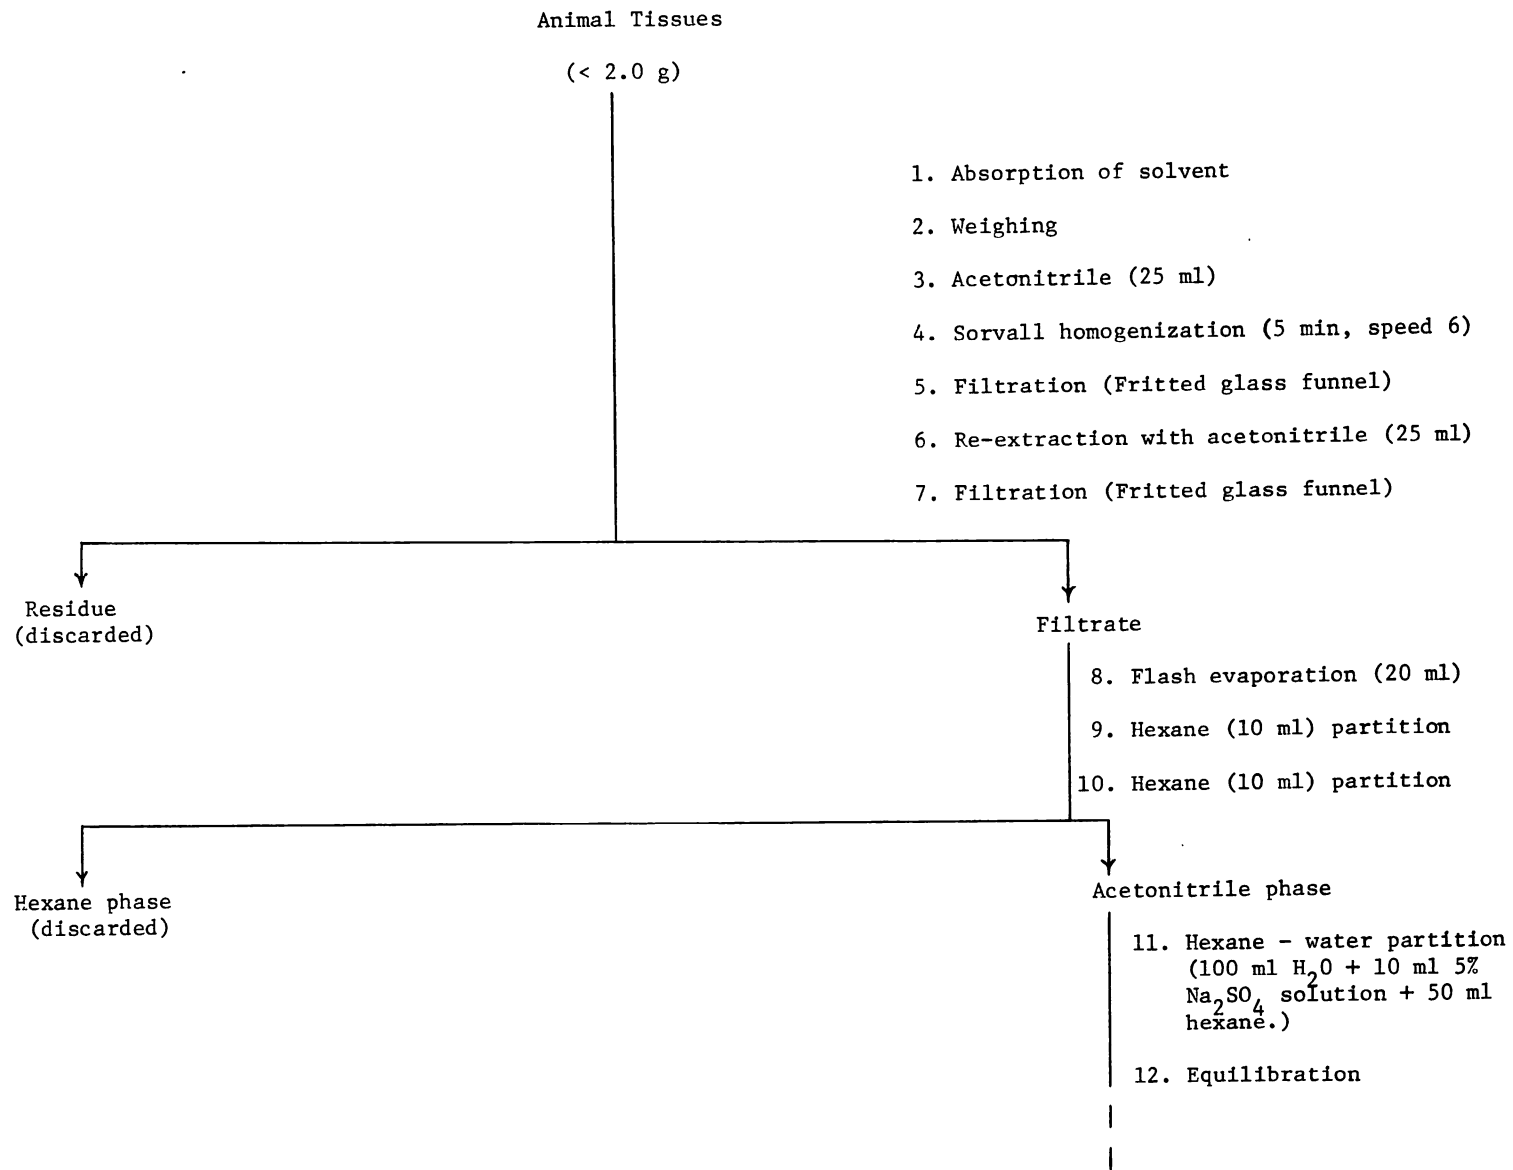 Animal Tissues
(< 2.0 g)
1. Absorption of solvent
2. Weighing
3. Acetonitrile (25 ml)
4. Sorvall homogenization (5 min, speed 6)
5. Filtration (Fritted glass funnel)
6. Re-extraction with acetonitrile (25 ml)
7. Filtration (Fritted glass funnel)
Residue
(discarded)
Filtrate
8. Flash evaporation (20 ml)
9. Hexane (10 ml) partition
10. Hexane (10 ml) partition
Hexane phase
(discarded)
Acetonitrile phase
11. Hexane - water partition
(100 ml H2O + 10 ml 5%
Na2SO4 solution + 50 ml
hexane.)
12. Equilibration